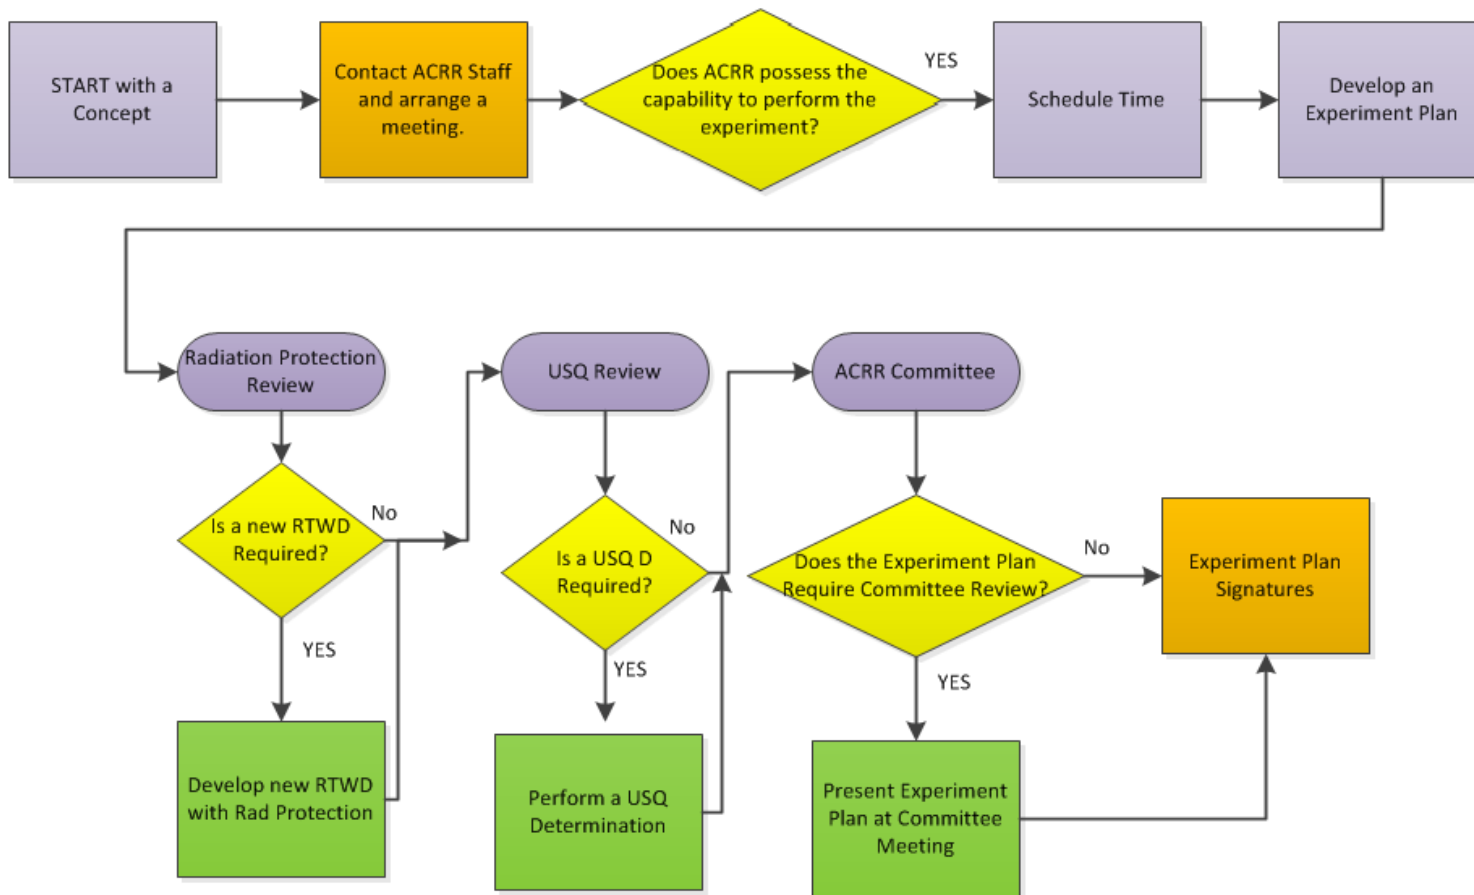 START with a
Concept
Contact ACRR Staff
and arrange a
meeting.
Does ACRR possess the
capability to perform the
experiment?
YES
Schedule Time
Develop an
Experiment Plan
Radiation Protection
Review
USQ Review
ACRR Committee
Is a new RTWD
Required?
No
Is a USQ D
Required?
No
Does the Experiment Plan
Require Committee Review?
No
Experiment Plan
Signatures
YES
YES
YES
Develop new RTWD
with Rad Protection
Perform a USQ
Determination
Present Experiment
Plan at Committee
Meeting